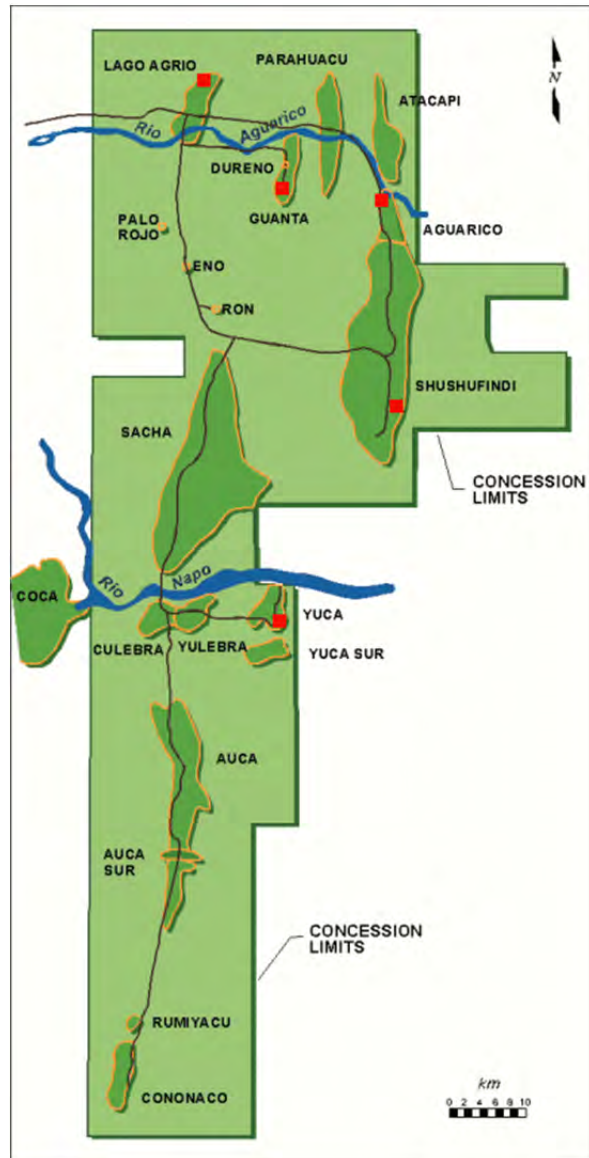 LAGO AGRIO
PARAHUACU
N
ATACAPI
Rio
Aguarico
DURENO
GUANTA
PALO
ROJO
AGUARICO
ENO
RON
SHUSHUFINDI
SACHA
CONCESSION
LIMITS
Rio
Napo
COCA
YUCA
CULEBRA
YULEBRA
YUCA SUR
AUCA
AUCA
SUR
CONCESSION
LIMITS
RUMIYACU
CONONACO
km
0 2 4 6 8 10